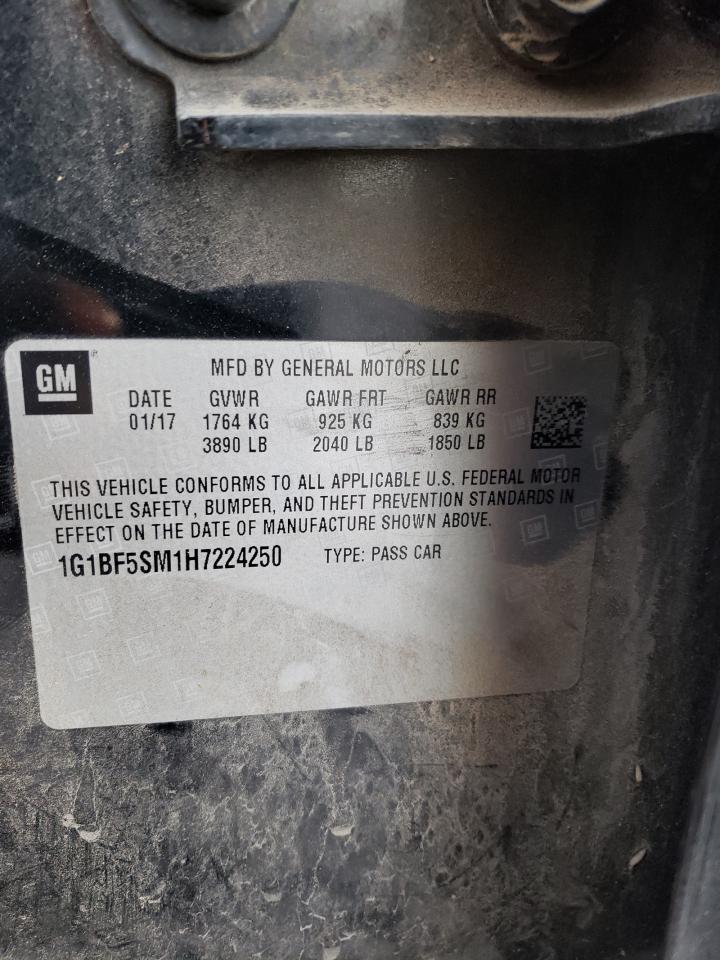 GM MFD BY GENERAL MOTORS LLC
DATE GVWR GAWR FRT GAWR RR
01/17 1764 KG 925 KG 839 KG
3890 LB 2040 LB 1850 LB
THIS VEHICLE CONFORMS TO ALL APPLICABLE U.S. FEDERAL MOTOR
VEHICLE SAFETY, BUMPER, AND THEFT PREVENTION STANDARDS IN
EFFECT ON THE DATE OF MANUFACTURE SHOWN ABOVE.
1G1BF5SM1H7224250 TYPE: PASS CAR